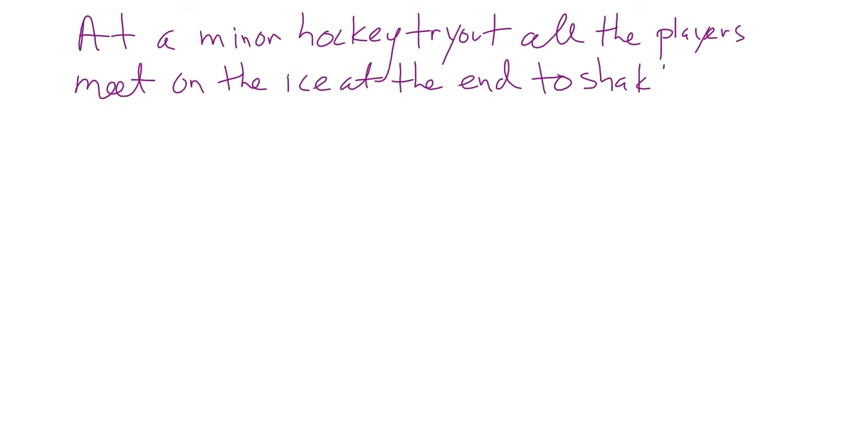 At a minor hockey tryout all the players
meet on the ice at the end to shak